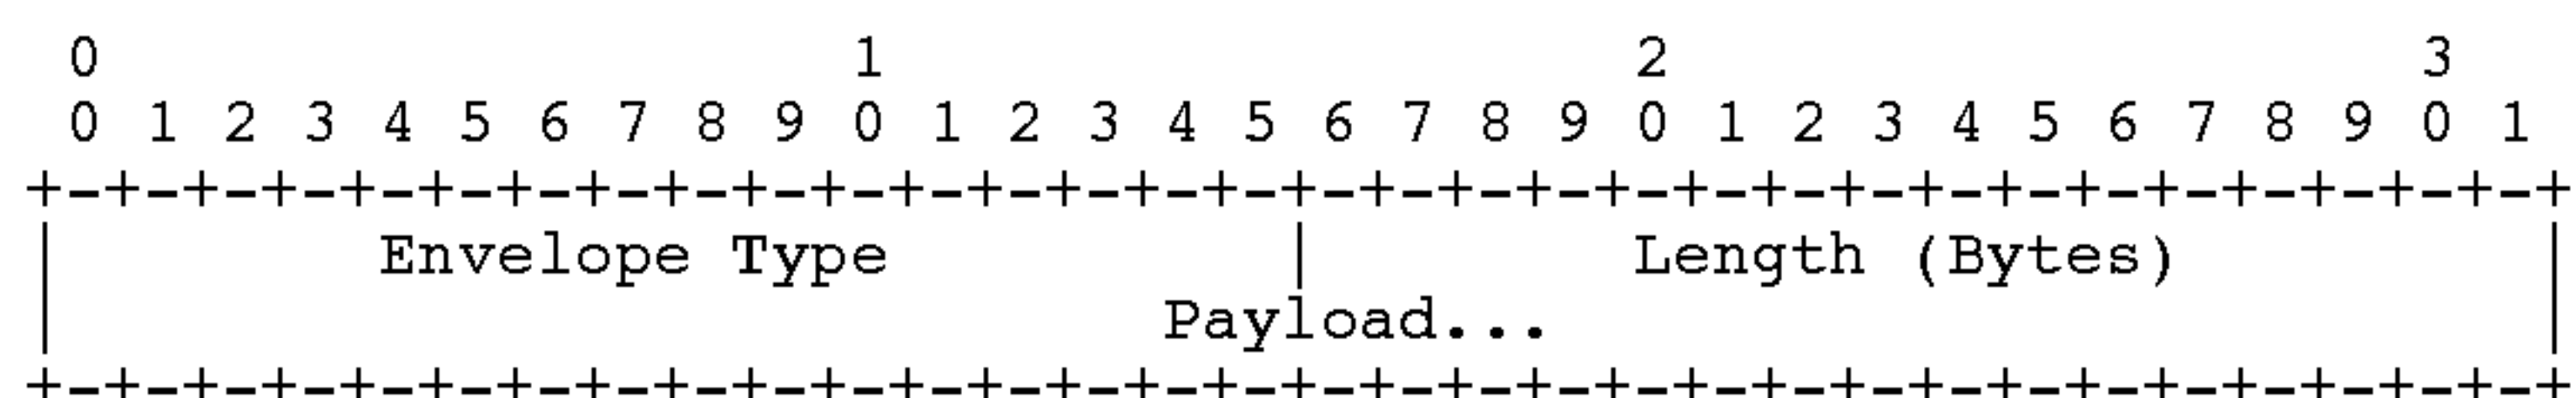 0                   1                   2                   3
 0 1 2 3 4 5 6 7 8 9 0 1 2 3 4 5 6 7 8 9 0 1 2 3 4 5 6 7 8 9 0 1
+-+-+-+-+-+-+-+-+-+-+-+-+-+-+-+-+-+-+-+-+-+-+-+-+-+-+-+-+-+-+-+-+
|        Envelope Type          |        Length (Bytes)         |
|                            Payload...                         |
+-+-+-+-+-+-+-+-+-+-+-+-+-+-+-+-+-+-+-+-+-+-+-+-+-+-+-+-+-+-+-+-+